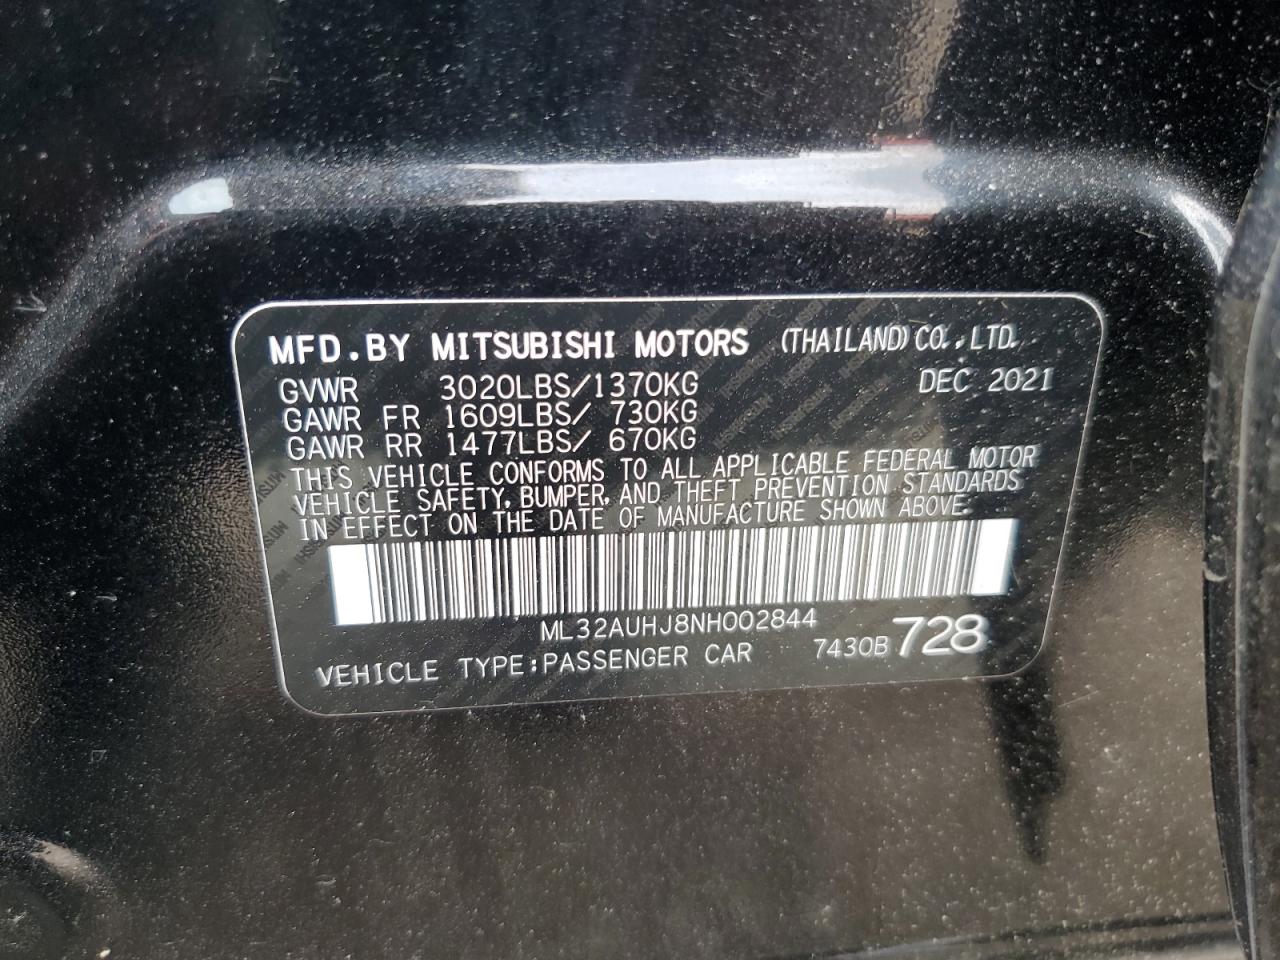 MFD.BY MITSUBISHI MOTORS (THAILAND) CO.,LTD.
GVWR 3020LBS/1370KG DEC 2021
GAWR FR 1609LBS/ 730KG
GAWR RR 1477LBS/ 670KG
THIS VEHICLE CONFORMS TO ALL APPLICABLE FEDERAL MOTOR
VEHICLE SAFETY, BUMPER, AND THEFT PREVENTION STANDARDS
IN EFFECT ON THE DATE OF MANUFACTURE SHOWN ABOVE.
ML32AUHJ8NH002844
VEHICLE TYPE:PASSENGER CAR 7430B 728